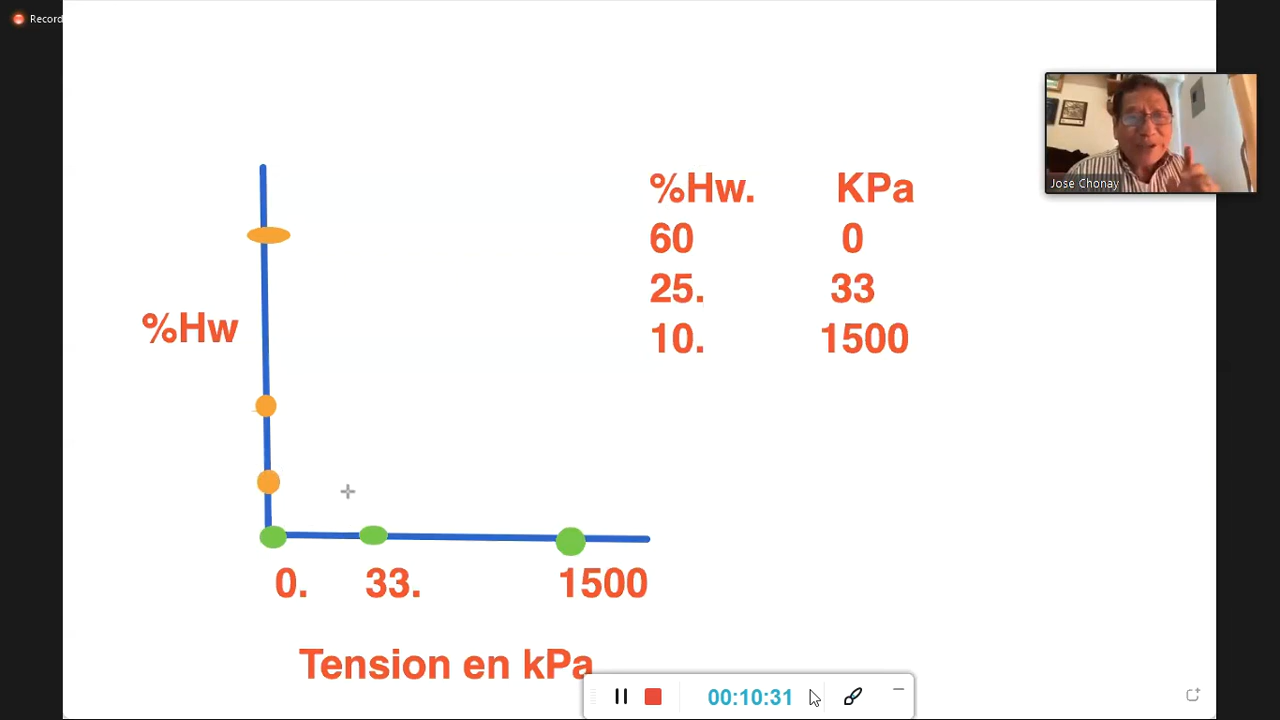 Record
%Hw. KPa
60 0
25. 33
10. 1500
Jose Chonay
%Hw
0. 33. 1500
Tension en kPa
00:10:31